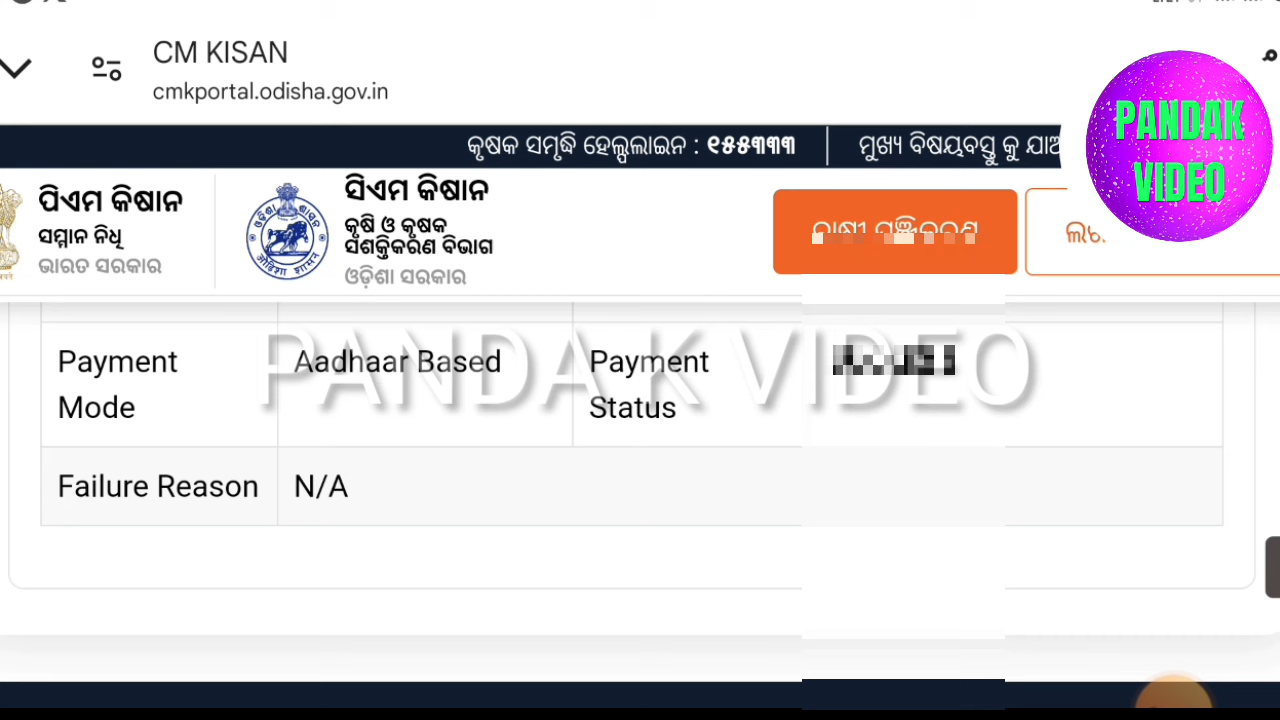 CM KISAN
cmkportal.odisha.gov.in
PANDAK
VIDEO
କୃଷକ ସମୃଦ୍ଧି ହେଲ୍ପଲାଇନ : ୧୫୫୩୩୩
ମୁଖ୍ୟ ବିଷୟବସ୍ତୁ କୁ
ପିଏମ କିଷାନ
ସମ୍ମାନ ନିଧି
ଭାରତ ସରକାର
ସିଏମ କିଷାନ
କୃଷି ଓ କୃଷକ
ସଶକ୍ତିକରଣ ବିଭାଗ
ଓଡ଼ିଶା ସରକାର
Payment Mode
Aadhaar Based
Payment Status
PANDA K VIDEO
Failure Reason
N/A